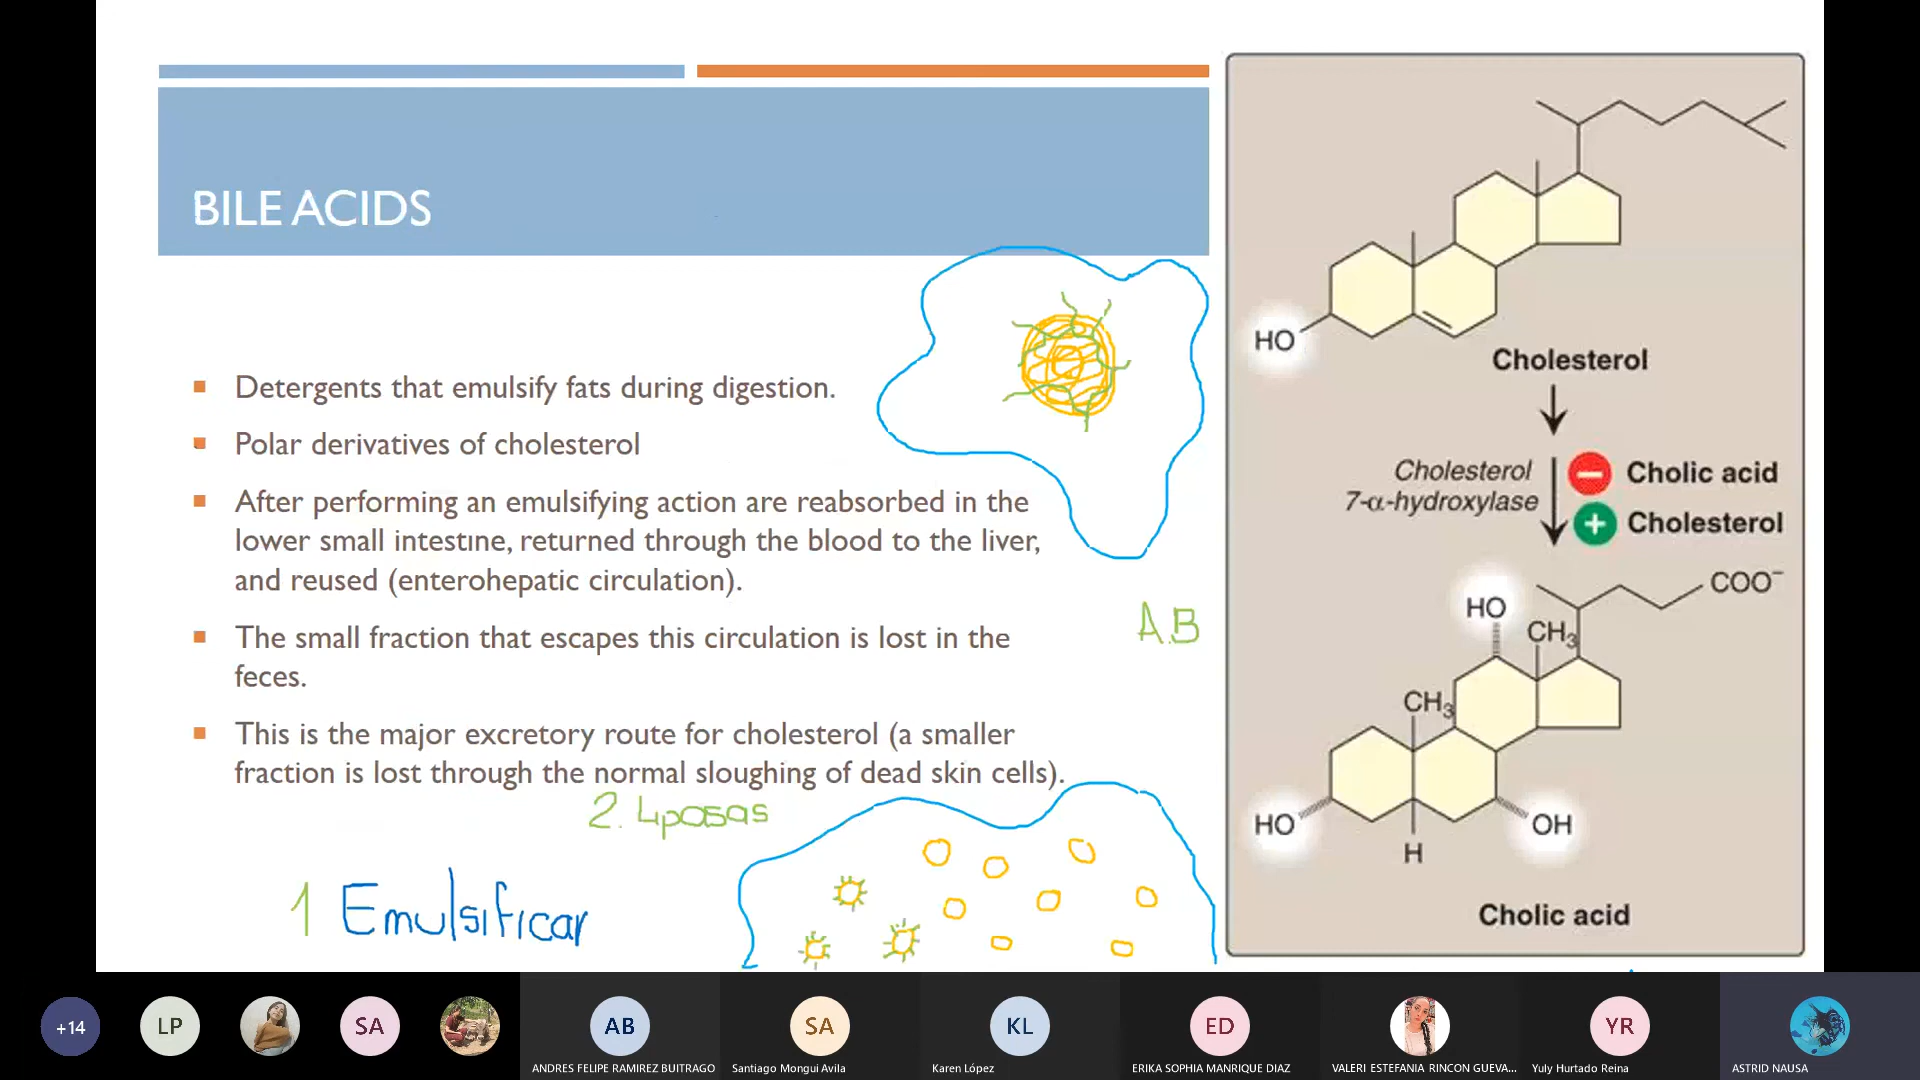 BILE ACIDS
Detergents that emulsify fats during digestion.
Polar derivatives of cholesterol
After performing an emulsifying action are reabsorbed in the
lower small intestine, returned through the blood to the liver,
and reused (enterohepatic circulation).
The small fraction that escapes this circulation is lost in the
feces.
This is the major excretory route for cholesterol (a smaller
fraction is lost through the normal sloughing of dead skin cells).
A.B
2. Liposas
1 Emulsificar
HO
Cholesterol
Cholesterol
7-α-hydroxylase
− Cholic acid
+ Cholesterol
COO⁻
HO
CH₃
CH₃
HO
OH
H
Cholic acid
+14
LP
SA
AB
SA
KL
ED
YR
ANDRES FELIPE RAMIREZ BUITRAGO
Santiago Mongui Avila
Karen López
ERIKA SOPHIA MANRIQUE DIAZ
VALERI ESTEFANIA RINCON GUEVA...
Yuly Hurtado Reina
ASTRID NAUSA